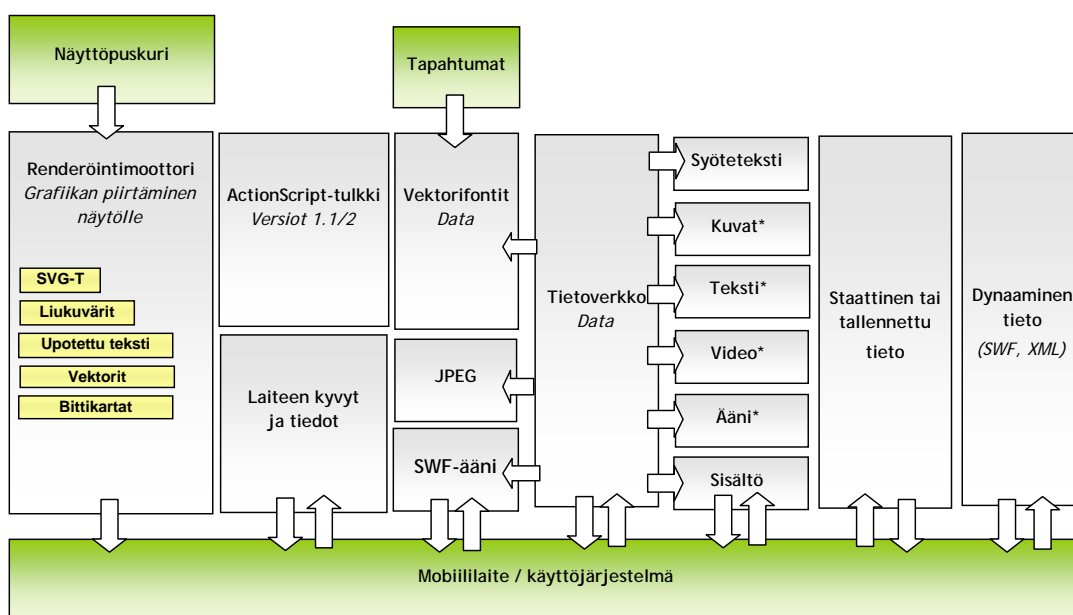 Näyttöpuskuri
Tapahtumat
Renderöintimoottori
Grafiikan piirtäminen
näytölle
SVG-T
Liukuvärit
Upotettu teksti
Vektorit
Bittikartat
ActionScript-tulkki
Versiot 1.1/2
Laiteen kyvyt
ja tiedot
Vektorifontit
Data
JPEG
SWF-ääni
Tietoverkko
Data
Syöteteksti
Kuvat*
Teksti*
Video*
Ääni*
Sisältö
Staattinen tai
tallennettu
tieto
Dynaaminen
tieto
(SWF, XML)
Mobiililaite / käyttöjärjestelmä